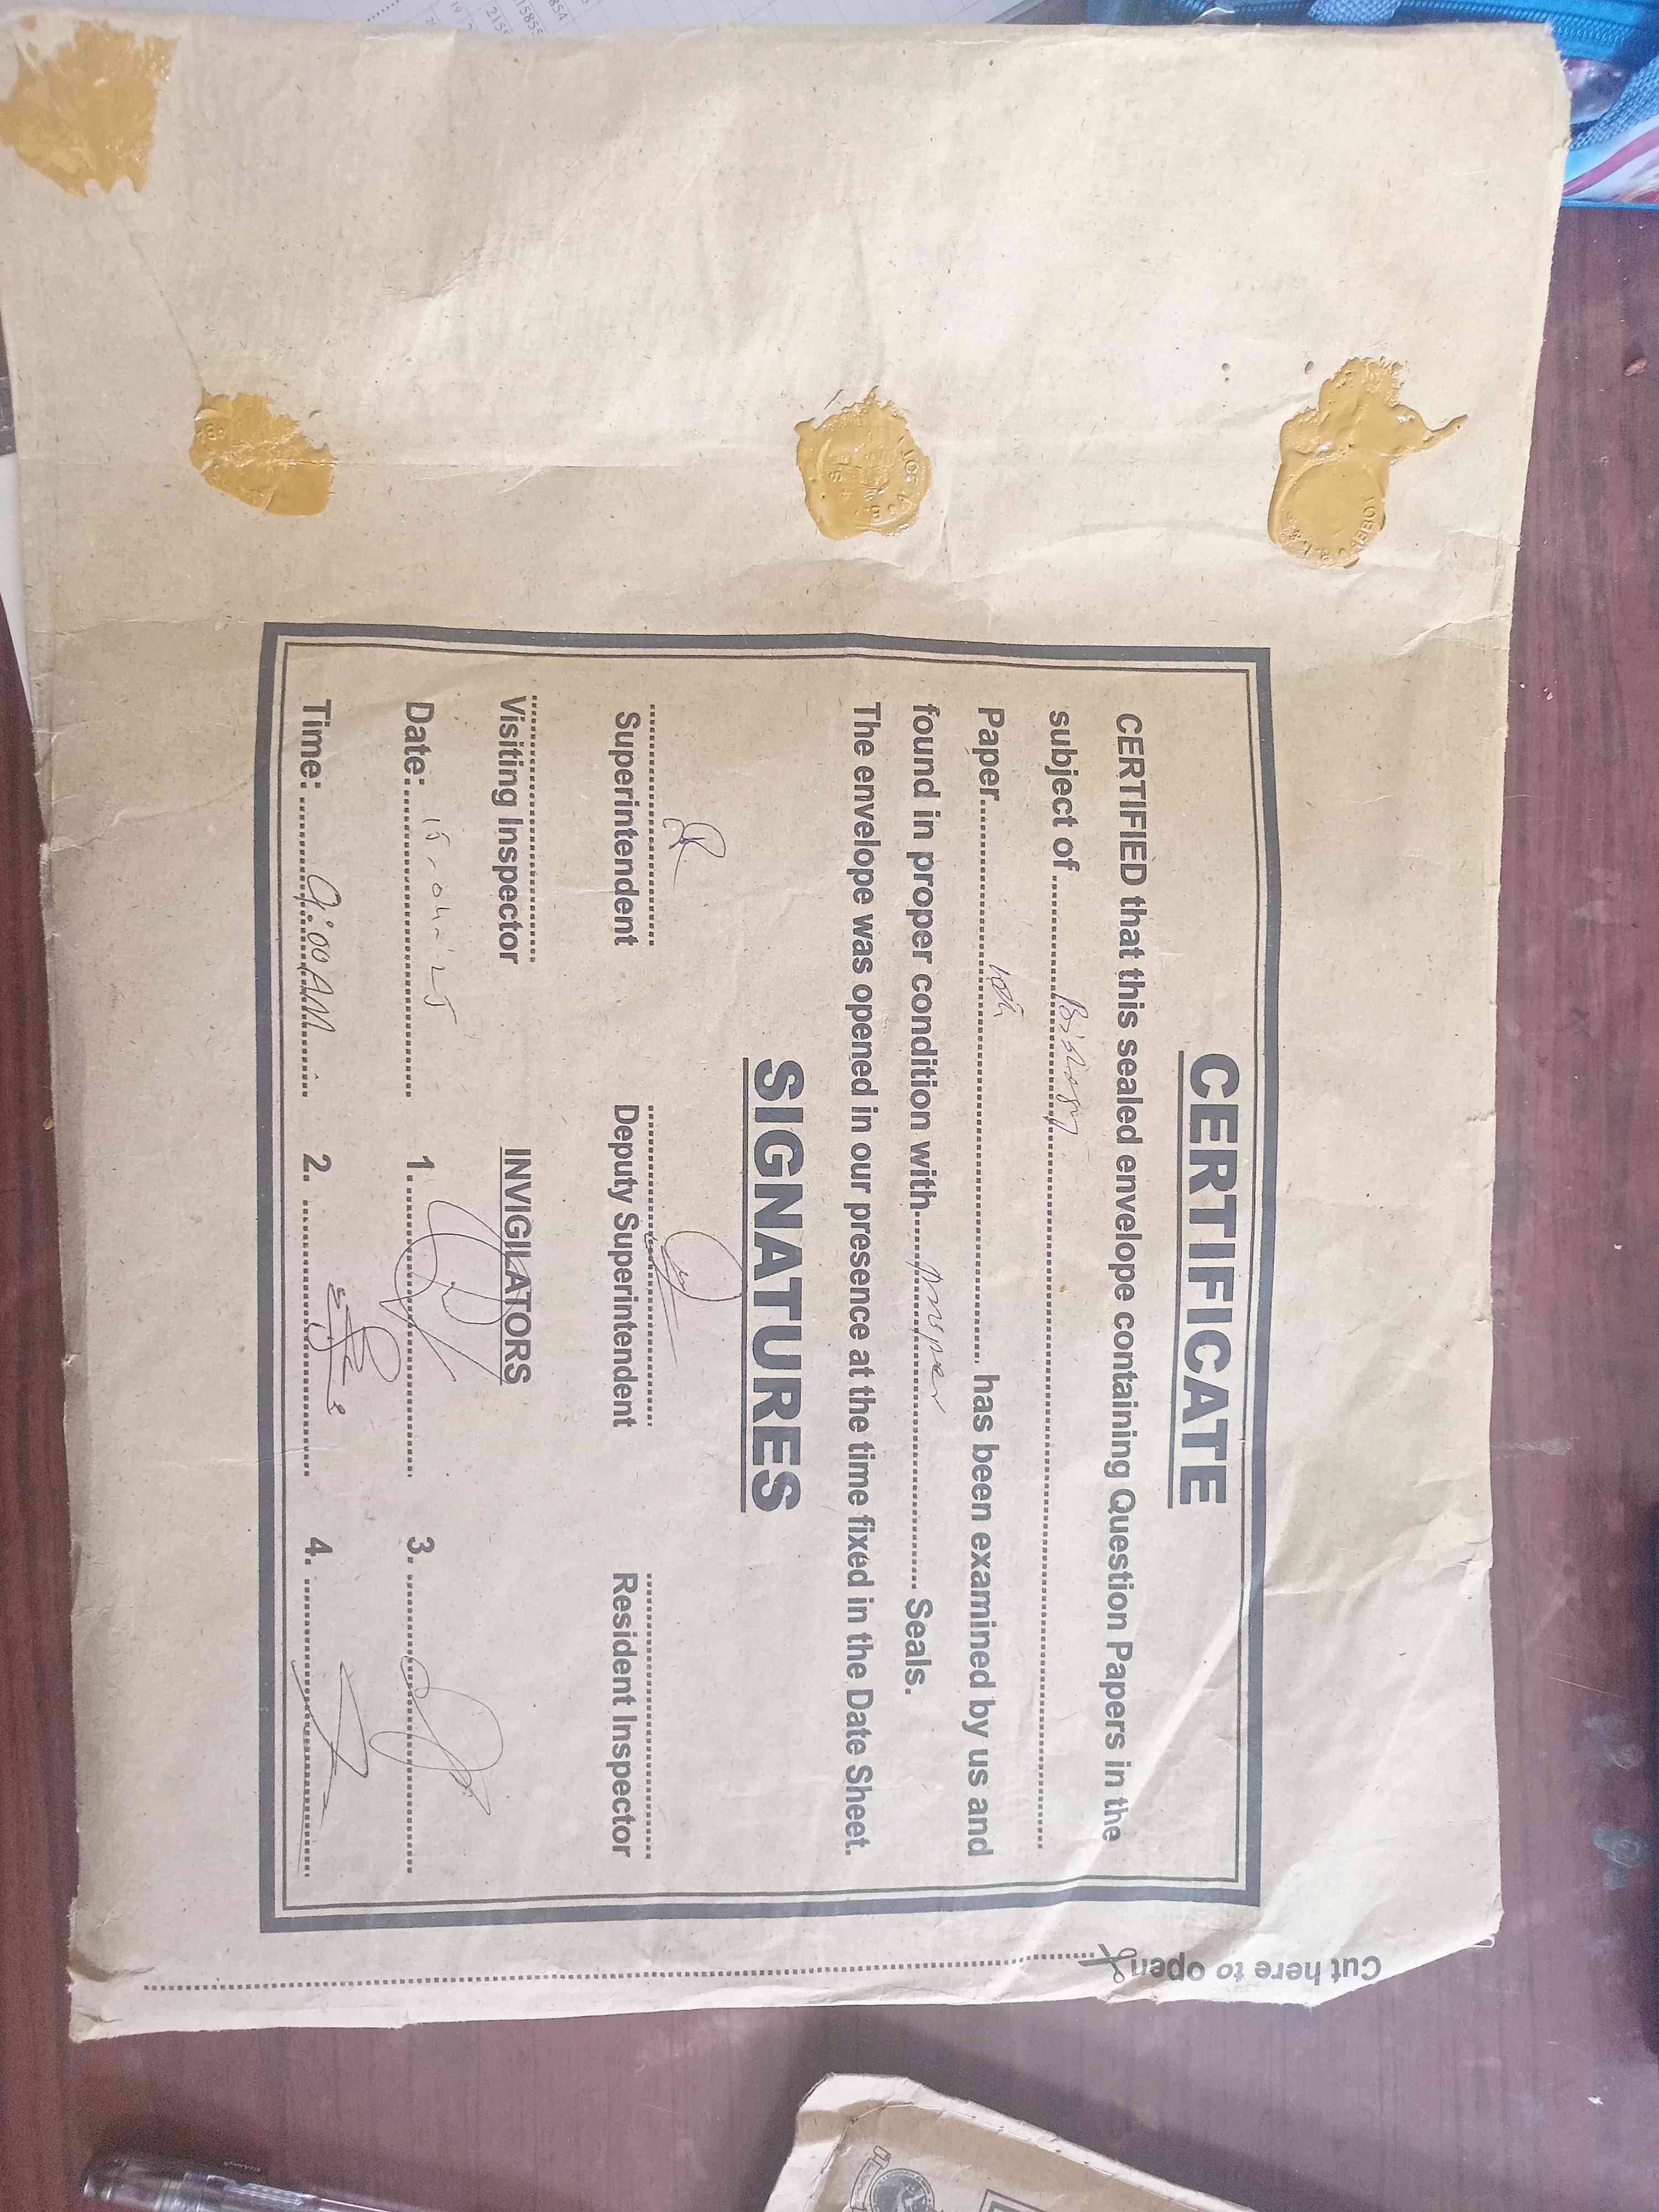 CERTIFICATE
CERTIFIED that this sealed envelope containing Question Papers in the
subject of Biology
Paper 10th has been examined by us and
found in proper condition with proper Seals.
The envelope was opened in our presence at the time fixed in the Date Sheet.
SIGNATURES
Superintendent Deputy Superintendent Resident Inspector
Visiting Inspector INVIGILATORS
Date: 15-04-25 1. 3.
Time: 9:00 AM 2. 4.
Cut here to open